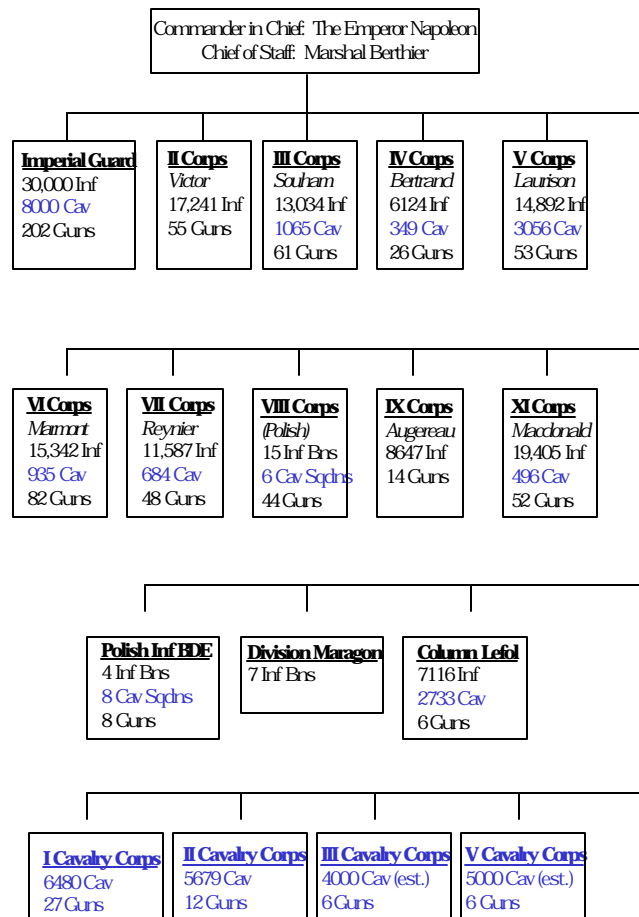 Commander in Chief: The Emperor Napoleon
Chief of Staff: Marshal Berthier
Imperial Guard
30,000 Inf
8000 Cav
202 Guns
II Corps
Victor
17,241 Inf
55 Guns
III Corps
Souham
13,034 Inf
1065 Cav
61 Guns
IV Corps
Bertrand
6124 Inf
349 Cav
26 Guns
V Corps
Laurison
14,892 Inf
3056 Cav
53 Guns
VI Corps
Marmont
15,342 Inf
935 Cav
82 Guns
VII Corps
Reynier
11,587 Inf
684 Cav
48 Guns
VIII Corps
(Polish)
15 Inf Bns
6 Cav Sqdns
44 Guns
IX Corps
Augereau
8647 Inf
14 Guns
XI Corps
Macdonald
19,405 Inf
496 Cav
52 Guns
Polish Inf BDE
4 Inf Bns
8 Cav Sqdns
8 Guns
Division Maragon
7 Inf Bns
Column Lefol
7116 Inf
2733 Cav
6 Guns
I Cavalry Corps
6480 Cav
27 Guns
II Cavalry Corps
5679 Cav
12 Guns
III Cavalry Corps
4000 Cav (est.)
6 Guns
V Cavalry Corps
5000 Cav (est.)
6 Guns